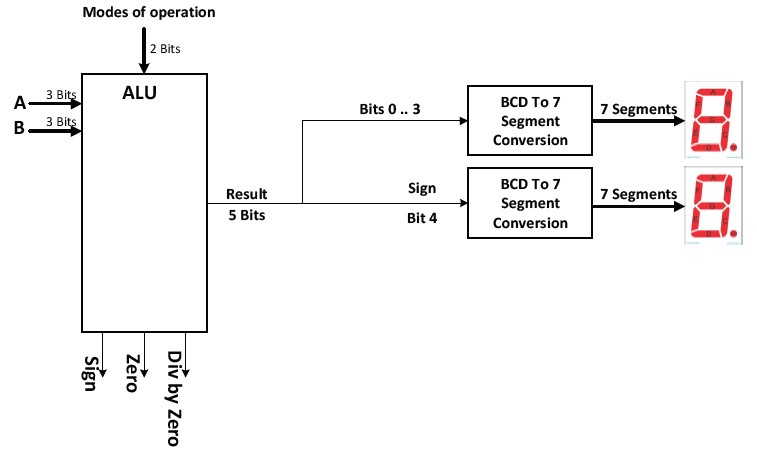 Modes of operation
2 Bits
ALU
3 Bits
A
3 Bits
B
Bits 0 .. 3
BCD To 7
Segment
Conversion
7 Segments
Result
5 Bits
Sign
Bit 4
BCD To 7
Segment
Conversion
7 Segments
Sign
Zero
Div by Zero